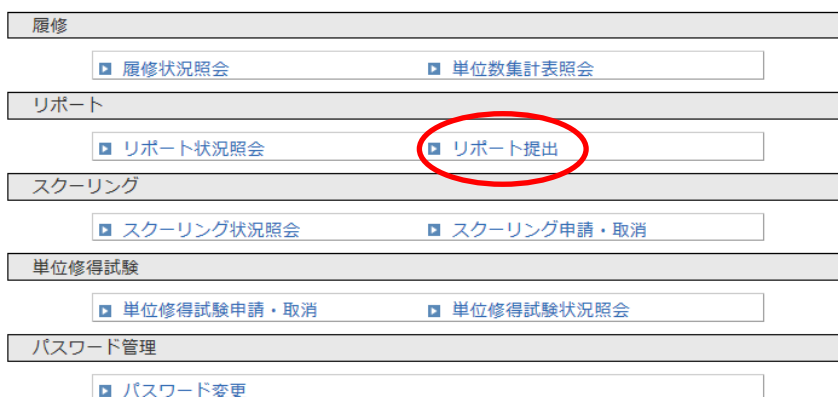 履修
履修状況照会 単位数集計表照会
リポート
リポート状況照会 リポート提出
スクーリング
スクーリング状況照会 スクーリング申請・取消
単位修得試験
単位修得試験申請・取消 単位修得試験状況照会
パスワード管理
パスワード変更